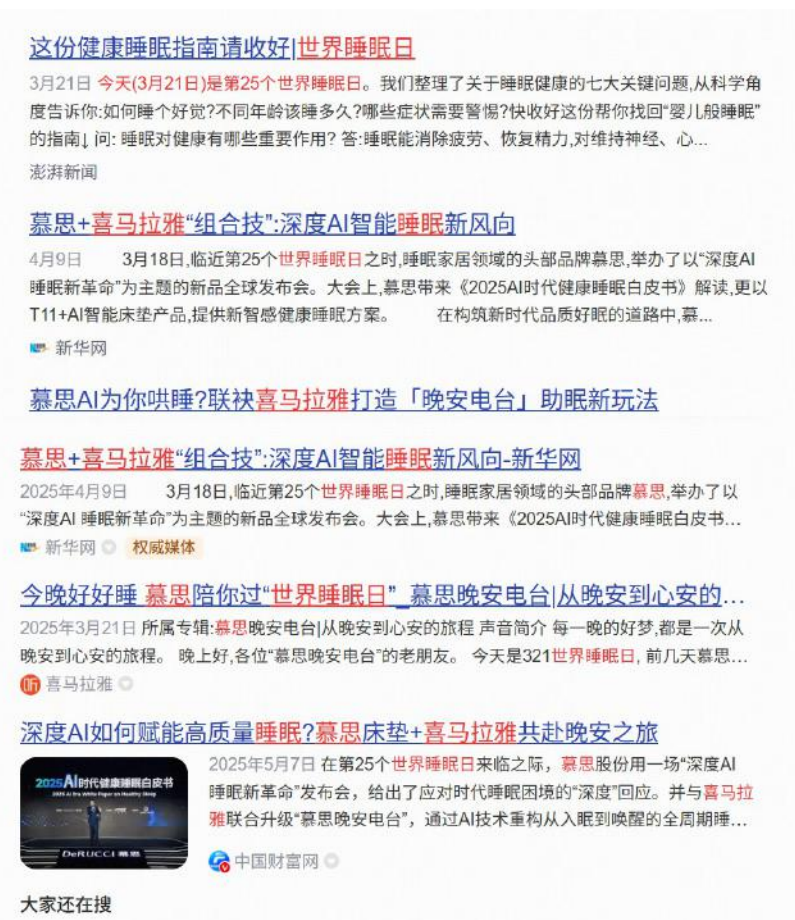 这份健康睡眠指南请收好|世界睡眠日
3月21日 今天(3月21日)是第25个世界睡眠日。我们整理了关于睡眠健康的七大关键问题,从科学角
度告诉你:如何睡个好觉?不同年龄该睡多久?哪些症状需要警惕?快收好这份帮你找回“婴儿般睡眠”
的指南↓ 问: 睡眠对健康有哪些重要作用? 答:睡眠能消除疲劳、恢复精力,对维持神经、心...
澎湃新闻
慕思+喜马拉雅“组合技”:深度AI智能睡眠新风向
4月9日 3月18日,临近第25个世界睡眠日之时,睡眠家居领域的头部品牌慕思,举办了以“深度AI
睡眠新革命”为主题的新品全球发布会。大会上,慕思带来《2025AI时代健康睡眠白皮书》解读,更以
T11+AI智能床垫产品,提供新智感健康睡眠方案。 在构筑新时代品质好眠的道路中,慕...
新华网
慕思AI为你哄睡?联袂喜马拉雅打造「晚安电台」助眠新玩法
慕思+喜马拉雅“组合技”:深度AI智能睡眠新风向-新华网
2025年4月9日 3月18日,临近第25个世界睡眠日之时,睡眠家居领域的头部品牌慕思,举办了以
“深度AI 睡眠新革命”为主题的新品全球发布会。大会上,慕思带来《2025AI时代健康睡眠白皮书...
新华网 权威媒体
今晚好好睡 慕思陪你过“世界睡眠日”_慕思晚安电台|从晚安到心安的...
2025年3月21日 所属专辑:慕思晚安电台|从晚安到心安的旅程 声音简介 每一晚的好梦,都是一次从
晚安到心安的旅程。 晚上好,各位“慕思晚安电台”的老朋友。 今天是321世界睡眠日, 前几天慕思...
听 喜马拉雅
深度AI如何赋能高质量睡眠?慕思床垫+喜马拉雅共赴晚安之旅
2025AI时代健康睡眠白皮书
2025 AI Era White Paper on Healthy Sleep
DeRUCCI 慕思
2025年5月7日 在第25个世界睡眠日来临之际，慕思股份用一场“深度AI
睡眠新革命”发布会，给出了应对时代睡眠困境的“深度”回应。并与喜马拉
雅联合升级“慕思晚安电台”，通过AI技术重构从入眠到唤醒的全周期睡...
中国财富网
大家还在搜